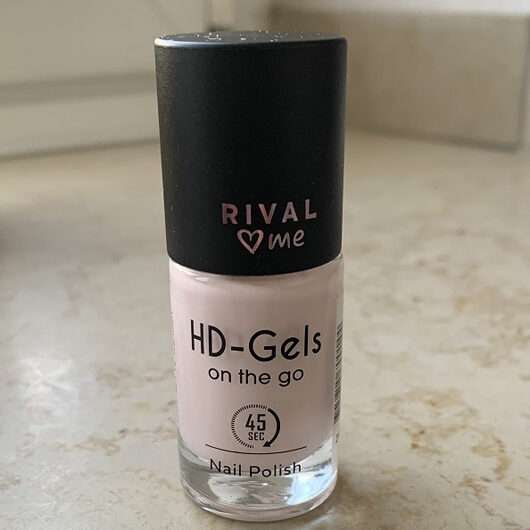 RIVAL
♡me
HD-Gels
on the go
45
SEC
Nail Polish